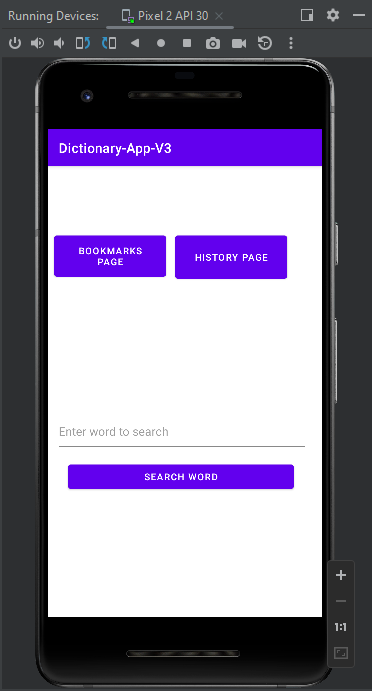 Running Devices: Pixel 2 API 30
Dictionary-App-V3
BOOKMARKS
PAGE
HISTORY PAGE
Enter word to search
SEARCH WORD
1:1